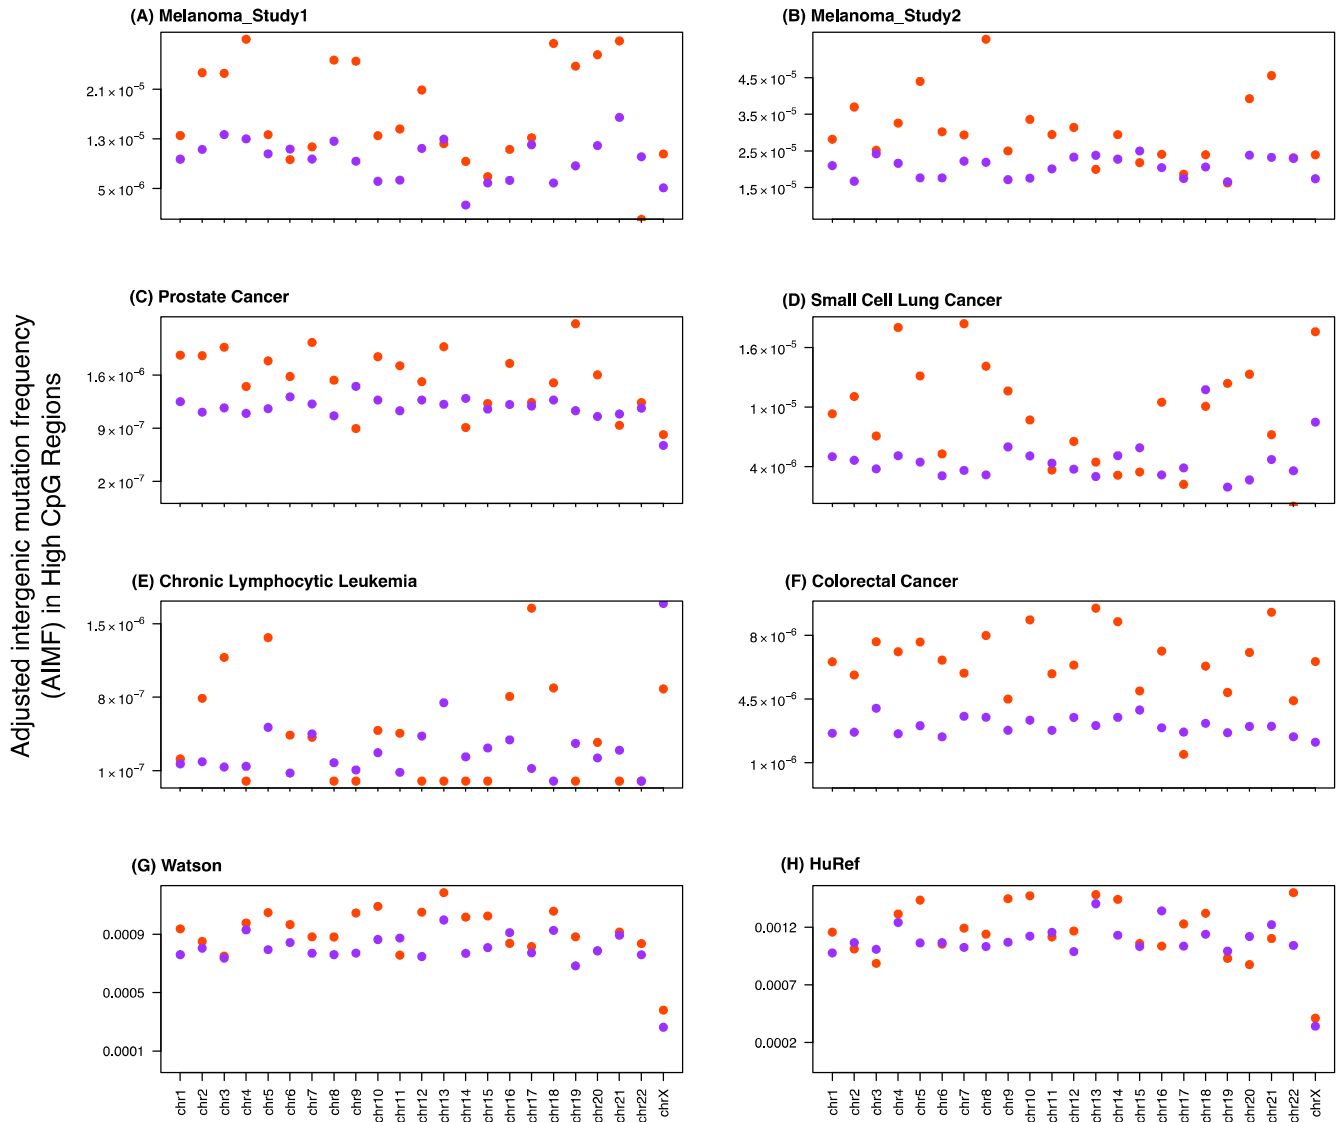 Adjusted intergenic mutation frequency
(AIMF) in High CpG Regions
(A) Melanoma_Study1
2.1 × 10⁻⁵
1.3 × 10⁻⁵
5 × 10⁻⁶
(B) Melanoma_Study2
4.5 × 10⁻⁵
3.5 × 10⁻⁵
2.5 × 10⁻⁵
1.5 × 10⁻⁵
(C) Prostate Cancer
1.6 × 10⁻⁶
9 × 10⁻⁷
2 × 10⁻⁷
(D) Small Cell Lung Cancer
1.6 × 10⁻⁵
1 × 10⁻⁵
4 × 10⁻⁶
(E) Chronic Lymphocytic Leukemia
1.5 × 10⁻⁶
8 × 10⁻⁷
1 × 10⁻⁷
(F) Colorectal Cancer
8 × 10⁻⁶
4.5 × 10⁻⁶
1 × 10⁻⁶
(G) Watson
0.0009
0.0005
0.0001
chr1 chr2 chr3 chr4 chr5 chr6 chr7 chr8 chr9 chr10 chr11 chr12 chr13 chr14 chr15 chr16 chr17 chr18 chr19 chr20 chr21 chr22 chrX
(H) HuRef
0.0012
0.0007
0.0002
chr1 chr2 chr3 chr4 chr5 chr6 chr7 chr8 chr9 chr10 chr11 chr12 chr13 chr14 chr15 chr16 chr17 chr18 chr19 chr20 chr21 chr22 chrX